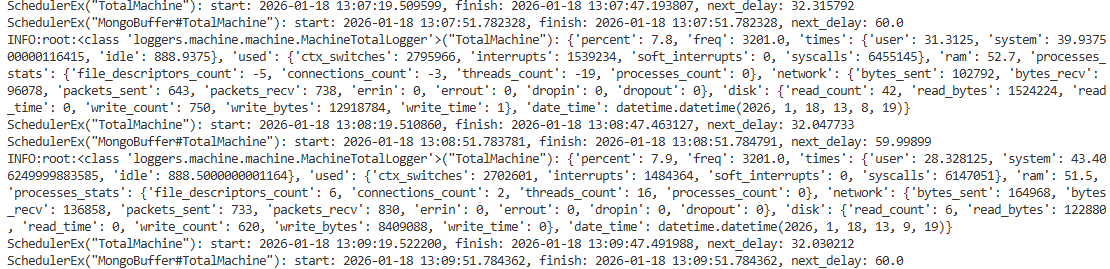 SchedulerEx("TotalMachine"): start: 2026-01-18 13:07:19.509599, finish: 2026-01-18 13:07:47.193807, next_delay: 32.315792
SchedulerEx("MongoBuffer#TotalMachine"): start: 2026-01-18 13:07:51.782328, finish: 2026-01-18 13:07:51.782328, next_delay: 60.0
INFO:root:<class 'loggers.machine.machine.MachineTotalLogger'>("TotalMachine"): {'percent': 7.8, 'freq': 3201.0, 'times': {'user': 31.3125, 'system': 39.9375
00000116415, 'idle': 888.9375}, 'used': {'ctx_switches': 2795966, 'interrupts': 1539234, 'soft_interrupts': 0, 'syscalls': 6455145}, 'ram': 52.7, 'processes_
stats': {'file_descriptors_count': -5, 'connections_count': -3, 'threads_count': -19, 'processes_count': 0}, 'network': {'bytes_sent': 102792, 'bytes_recv':
96078, 'packets_sent': 643, 'packets_recv': 738, 'errin': 0, 'errout': 0, 'dropin': 0, 'dropout': 0}, 'disk': {'read_count': 42, 'read_bytes': 1524224, 'read
_time': 0, 'write_count': 750, 'write_bytes': 12918784, 'write_time': 1}, 'date_time': datetime.datetime(2026, 1, 18, 13, 8, 19)}
SchedulerEx("TotalMachine"): start: 2026-01-18 13:08:19.510860, finish: 2026-01-18 13:08:47.463127, next_delay: 32.047733
SchedulerEx("MongoBuffer#TotalMachine"): start: 2026-01-18 13:08:51.783781, finish: 2026-01-18 13:08:51.784791, next_delay: 59.99899
INFO:root:<class 'loggers.machine.machine.MachineTotalLogger'>("TotalMachine"): {'percent': 7.9, 'freq': 3201.0, 'times': {'user': 28.328125, 'system': 43.40
6249999883585, 'idle': 888.5000000001164}, 'used': {'ctx_switches': 2702601, 'interrupts': 1484364, 'soft_interrupts': 0, 'syscalls': 6147051}, 'ram': 51.5,
'processes_stats': {'file_descriptors_count': 6, 'connections_count': 2, 'threads_count': 16, 'processes_count': 0}, 'network': {'bytes_sent': 164968, 'bytes
_recv': 136858, 'packets_sent': 733, 'packets_recv': 830, 'errin': 0, 'errout': 0, 'dropin': 0, 'dropout': 0}, 'disk': {'read_count': 6, 'read_bytes': 122880
, 'read_time': 0, 'write_count': 620, 'write_bytes': 8409088, 'write_time': 0}, 'date_time': datetime.datetime(2026, 1, 18, 13, 9, 19)}
SchedulerEx("TotalMachine"): start: 2026-01-18 13:09:19.522200, finish: 2026-01-18 13:09:47.491988, next_delay: 32.030212
SchedulerEx("MongoBuffer#TotalMachine"): start: 2026-01-18 13:09:51.784362, finish: 2026-01-18 13:09:51.784362, next_delay: 60.0